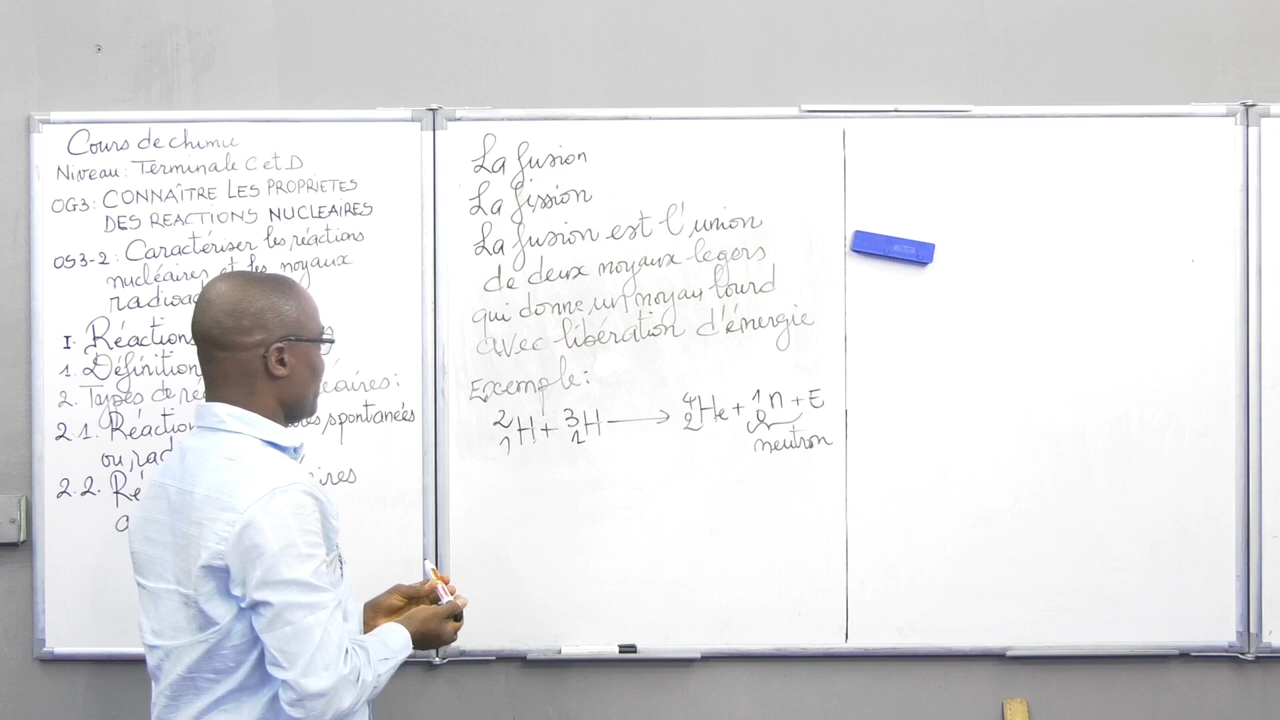 Cours de chimie
Niveau: Terminale C et D
OG3: CONNAÎTRE LES PROPRIETES
DES REACTIONS NUCLEAIRES
OS3-2: Caractériser les réactions
nucléaires et les noyaux
I. Réactions
1. Définition
2. Types de
2.1. spontanées
ou
2.2.
La fusion
La fission
La fusion est l'union
de deux noyaux legers
qui donne un noyau lourd
avec libération d'énergie
Exemple:
²₁H + ³₁H → ⁴₂He + ¹₀n + E
neutron